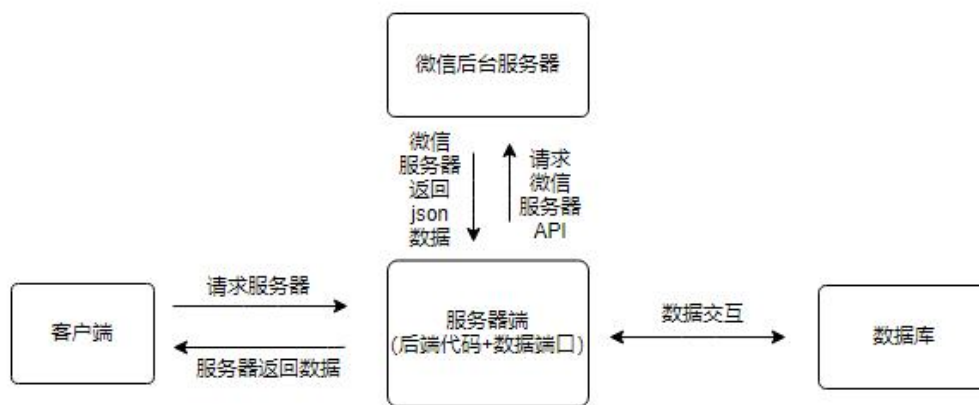 微信后台服务器
微信
服务器
返回
json
数据
请求
微信
服务器
API
客户端
请求服务器
服务器返回数据
服务器端
(后端代码+数据端口)
数据交互
数据库